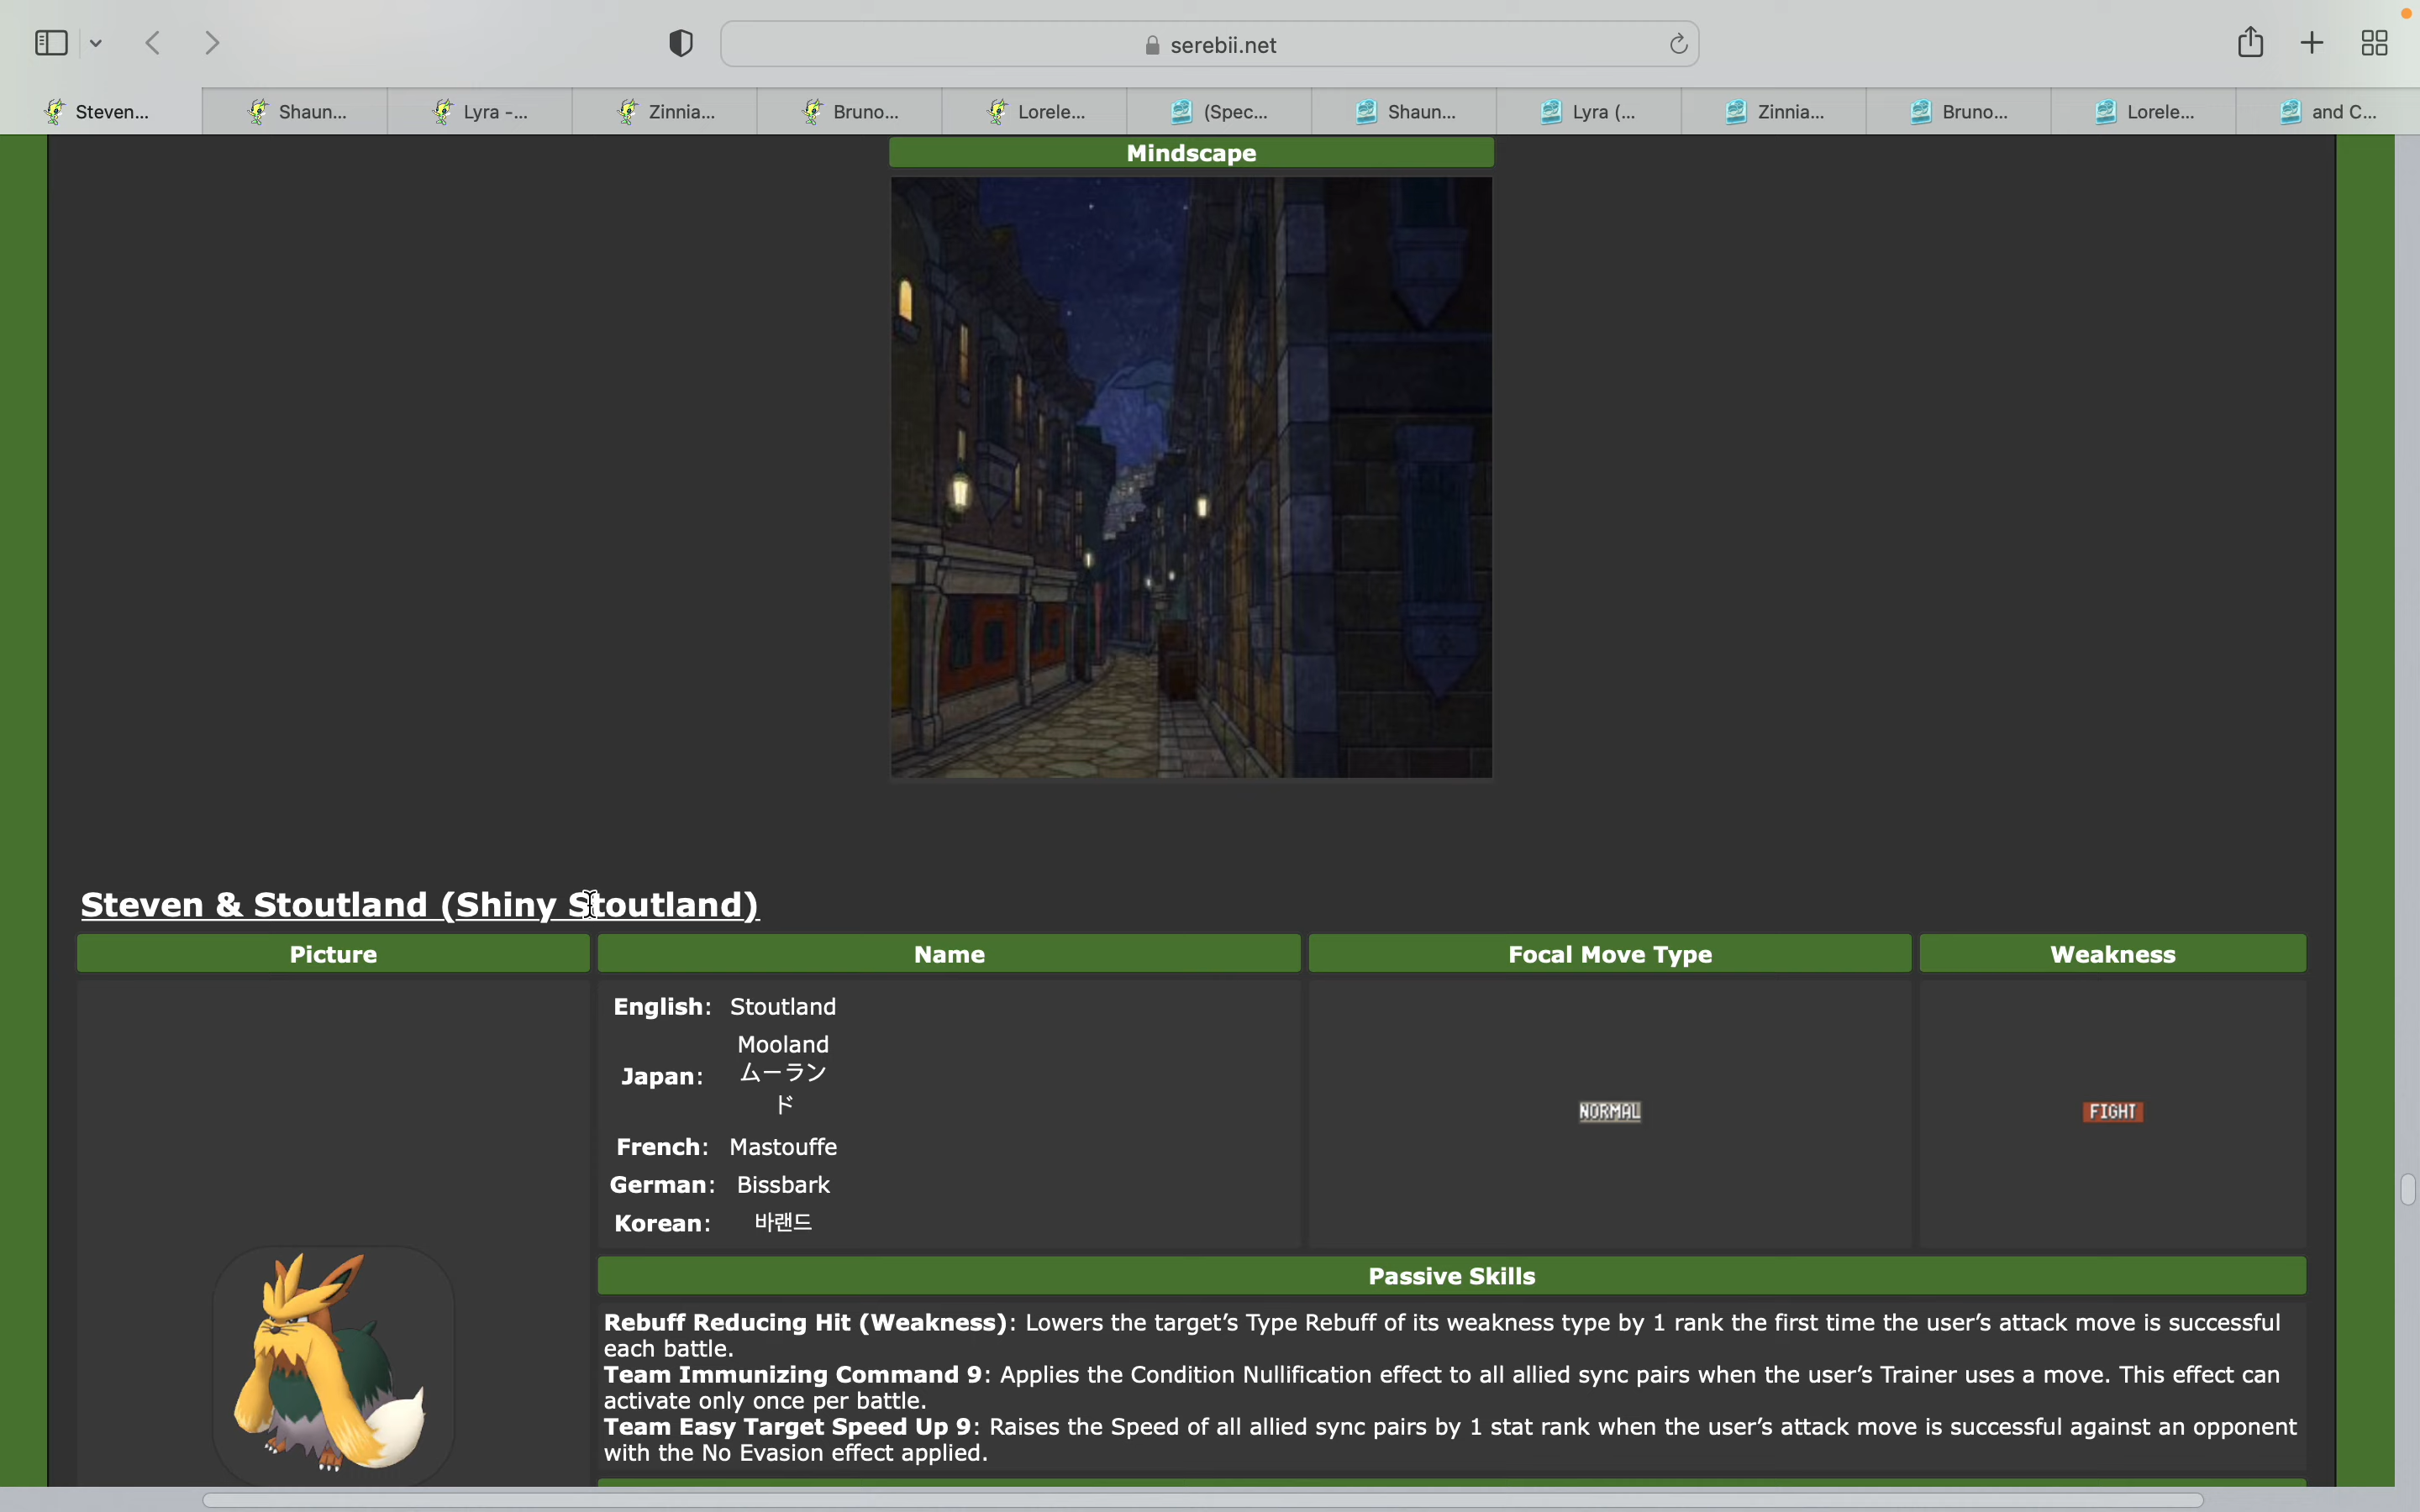 serebii.net
Steven...
Shaun...
Lyra -...
Zinnia...
Bruno...
Lorele...
(Spec...
Shaun...
Lyra (...
Zinnia...
Bruno...
Lorele...
and C...
Mindscape
Steven & Stoutland (Shiny Stoutland)
Picture
Name
Focal Move Type
Weakness
English: Stoutland
Japan: Mooland
ムーラン
ド
French: Mastouffe
German: Bissbark
Korean: 바랜드
NORMAL
FIGHT
Passive Skills
Rebuff Reducing Hit (Weakness): Lowers the target's Type Rebuff of its weakness type by 1 rank the first time the user's attack move is successful
each battle.
Team Immunizing Command 9: Applies the Condition Nullification effect to all allied sync pairs when the user's Trainer uses a move. This effect can
activate only once per battle.
Team Easy Target Speed Up 9: Raises the Speed of all allied sync pairs by 1 stat rank when the user's attack move is successful against an opponent
with the No Evasion effect applied.